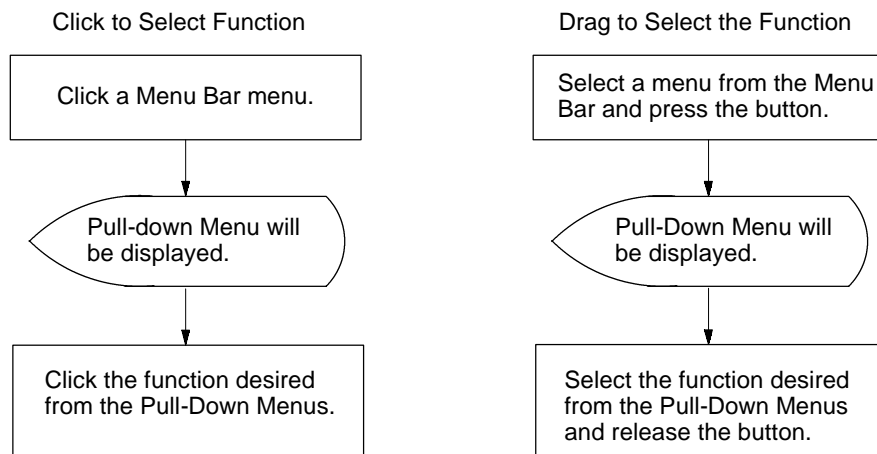 Click to Select Function
Click a Menu Bar menu.
Pull-down Menu will
be displayed.
Click the function desired
from the Pull-Down Menus.
Drag to Select the Function
Select a menu from the Menu
Bar and press the button.
Pull-Down Menu will
be displayed.
Select the function desired
from the Pull-Down Menus
and release the button.